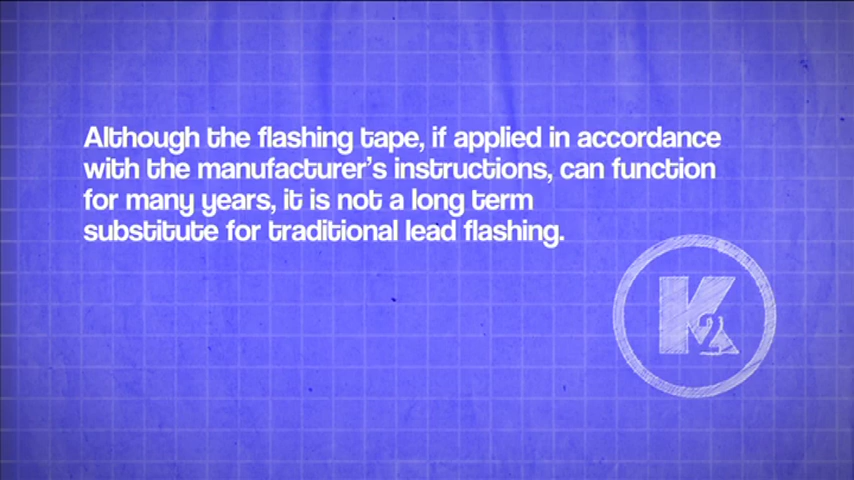 Although the flashing tape, if applied in accordance
with the manufacturer's instructions, can function
for many years, it is not a long term
substitute for traditional lead flashing.
K2